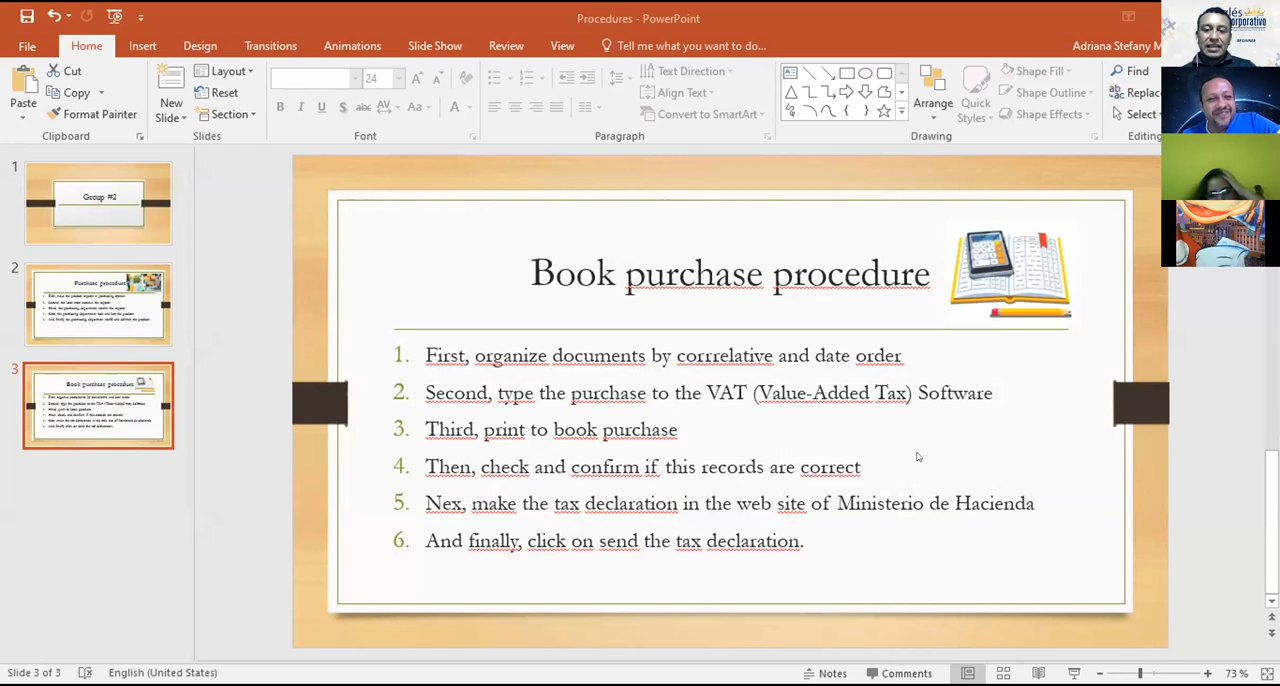 Procedures - PowerPoint
File Home Insert Design Transitions Animations Slide Show Review View Tell me what you want to do... Adriana Stefany M
Paste
Cut
Copy
Format Painter
Clipboard
New Slide
Layout
Reset
Section
Slides
24
B I U S abc AV Aa A
Font
Text Direction
Align Text
Convert to SmartArt
Paragraph
Arrange
Quick Styles
Shape Fill
Shape Outline
Shape Effects
Drawing
Find
Replac
Select
Editing
BEGINNER
1
Group #2
2
Purchase procedure
3
Book purchase procedure
Book purchase procedure
1. First, organize documents by corrrelative and date order
2. Second, type the purchase to the VAT (Value-Added Tax) Software
3. Third, print to book purchase
4. Then, check and confirm if this records are correct
5. Nex, make the tax declaration in the web site of Ministerio de Hacienda
6. And finally, click on send the tax declaration.
Slide 3 of 3 English (United States) Notes Comments 73 %